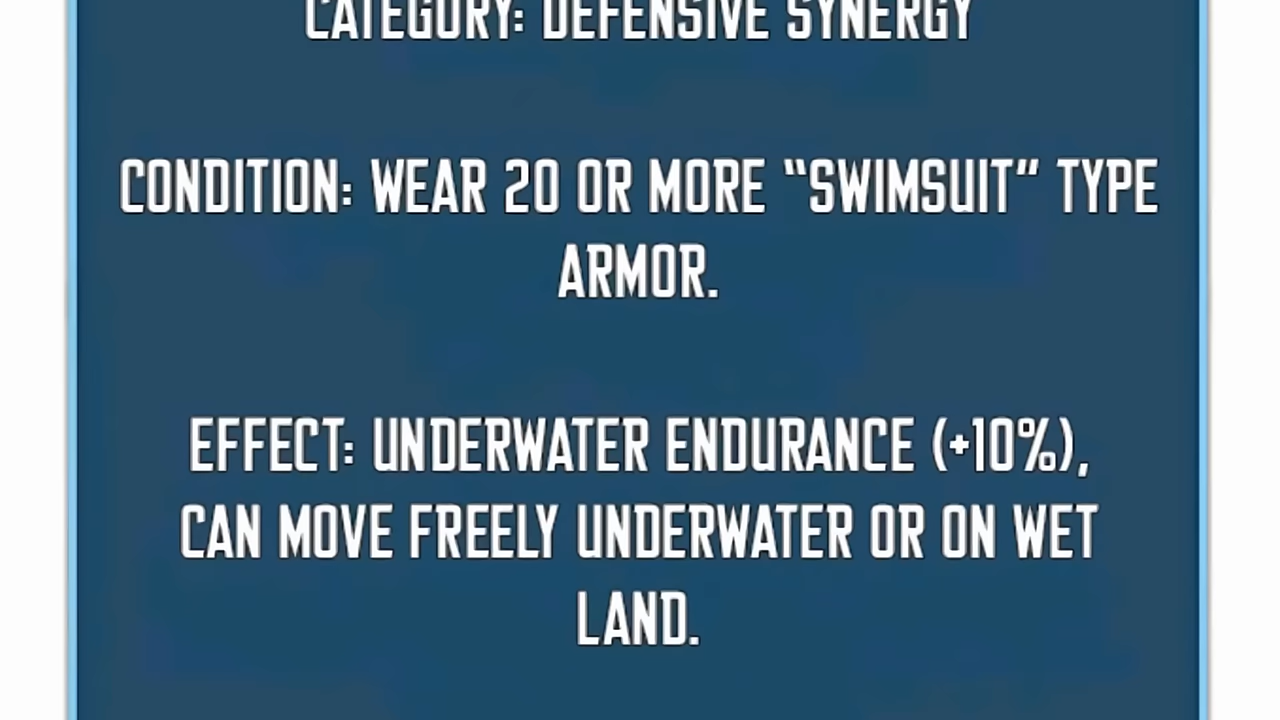 CATEGORY: DEFENSIVE SYNERGY
CONDITION: WEAR 20 OR MORE “SWIMSUIT” TYPE
ARMOR.
EFFECT: UNDERWATER ENDURANCE (+10%),
CAN MOVE FREELY UNDERWATER OR ON WET
LAND.